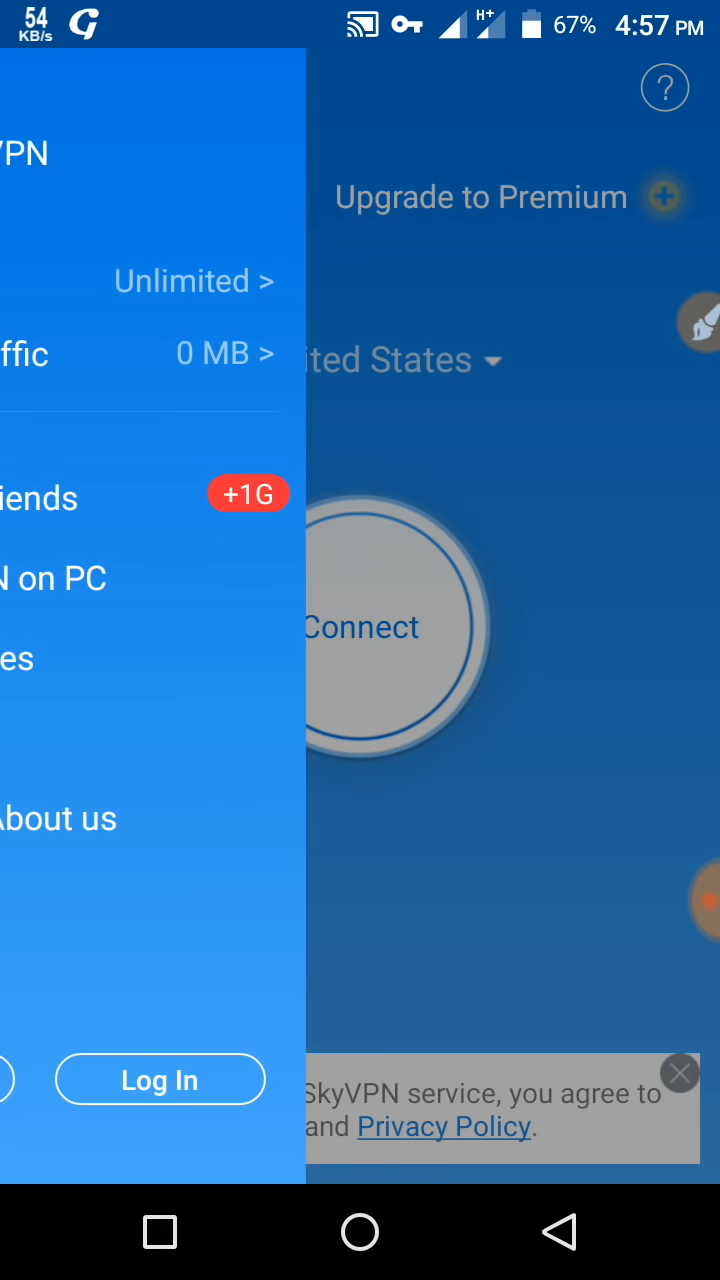 54
KB/s
H+
67%
4:57 PM
?
VPN
Upgrade to Premium
Unlimited >
ffic 0 MB >
ited States
iends +1G
Connect
N on PC
es
About us
Log In
SkyVPN service, you agree to
and Privacy Policy.